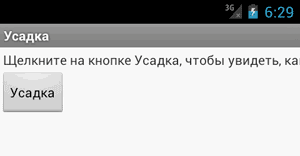 3G 6:29
Усадка
Щелкните на кнопке Усадка, чтобы увидеть, ка
Усадка